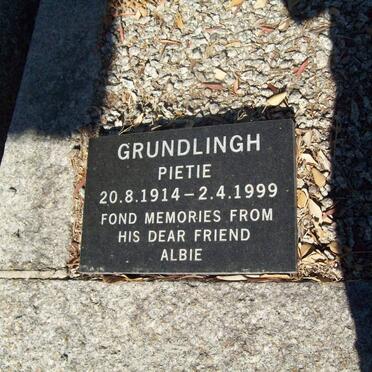 GRUNDLINGH
PIETIE
20.8.1914 – 2.4.1999
FOND MEMORIES FROM
HIS DEAR FRIEND
ALBIE